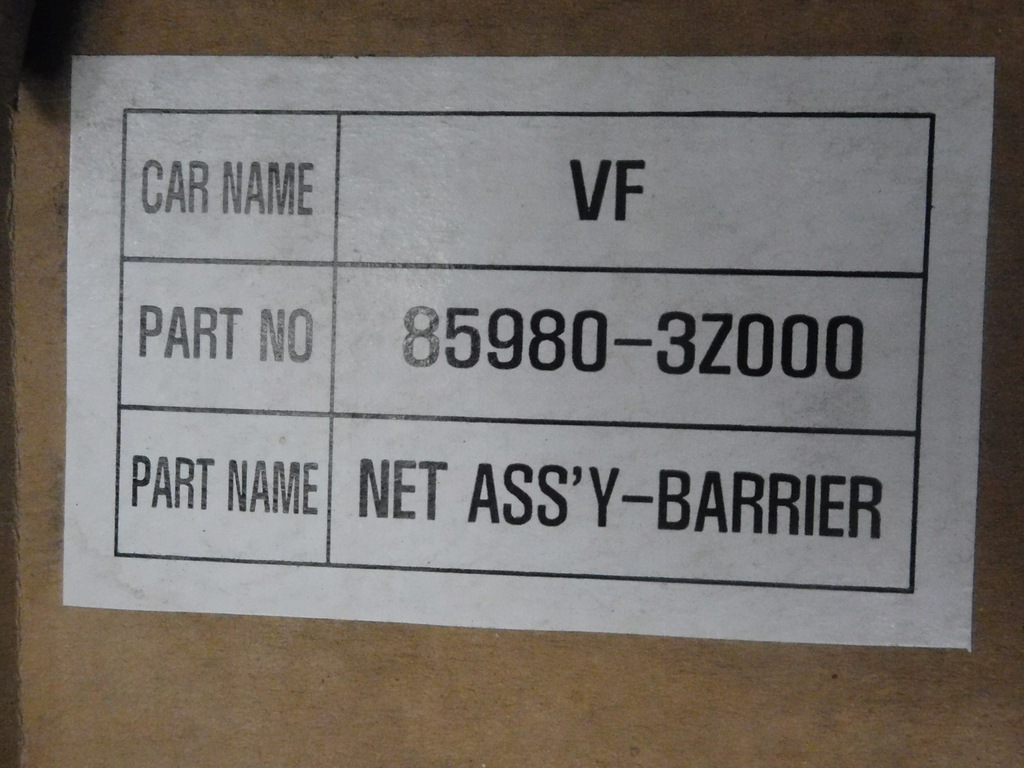 CAR NAME VF
PART NO 85980-3Z000
PART NAME NET ASS'Y-BARRIER